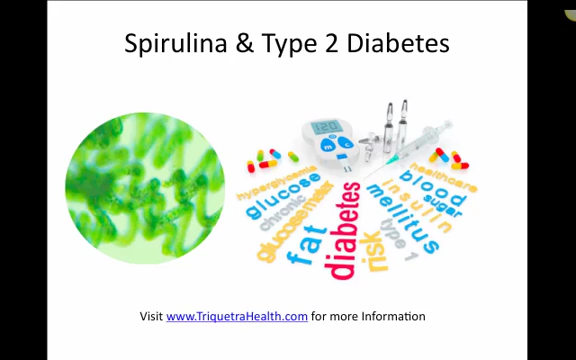 Spirulina & Type 2 Diabetes
120
m
c
hyperglycemia
glucose
chronic
glucosemeter
fat
diabetes
risk
type 1
mellitus
insulin
sugar
blood
healthcare
Visit www.TriquetraHealth.com for more Information